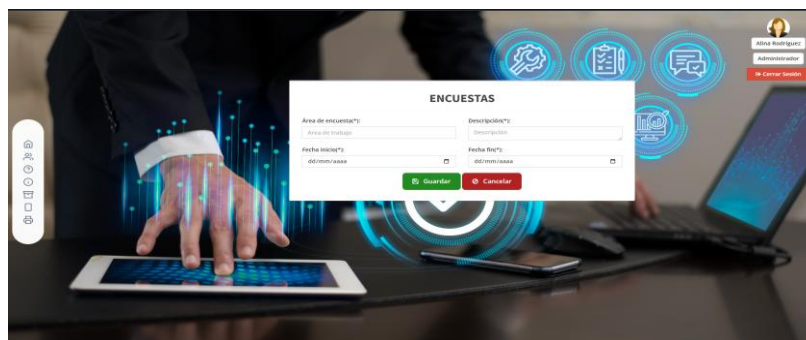 Alina Rodriguez
Administrador
Cerrar Sesión
ENCUESTAS
Área de encuesta(*):
Descripción(*):
Área de trabajo
Descripción
Fecha inicio(*):
Fecha fin(*):
dd/mm/aaaa
dd/mm/aaaa
Guardar
Cancelar